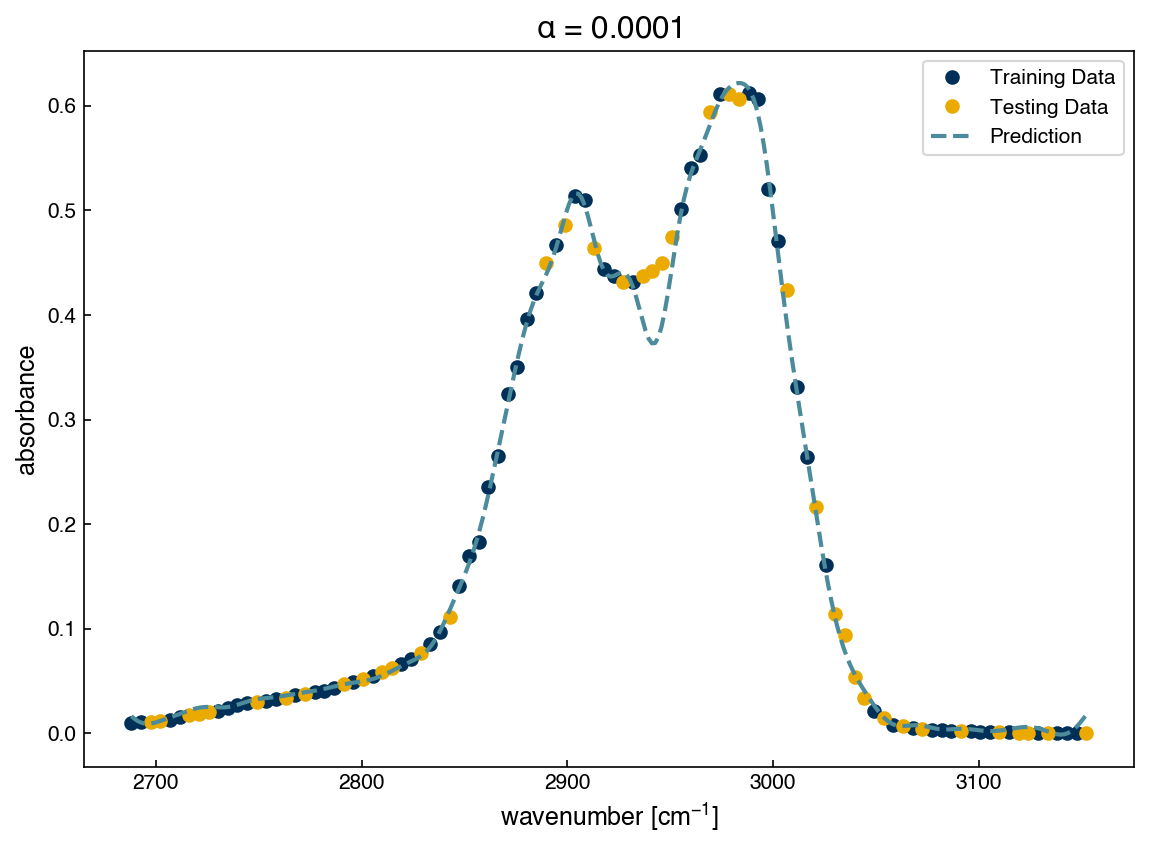 α = 0.0001
Training Data
Testing Data
Prediction
absorbance
0.6
0.5
0.4
0.3
0.2
0.1
0.0
2700 2800 2900 3000 3100
wavenumber [cm⁻¹]